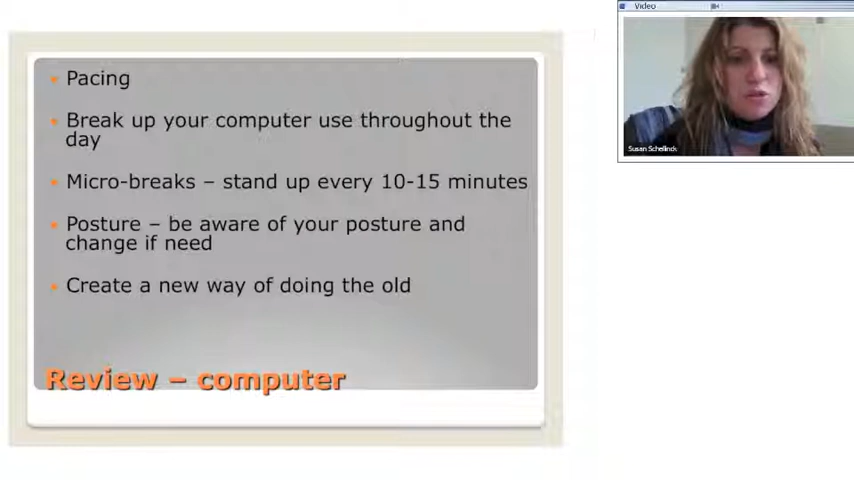 Pacing
Break up your computer use throughout the
day
Micro-breaks – stand up every 10-15 minutes
Posture – be aware of your posture and
change if need
Create a new way of doing the old
Review – computer
Video
Susan Schellinck